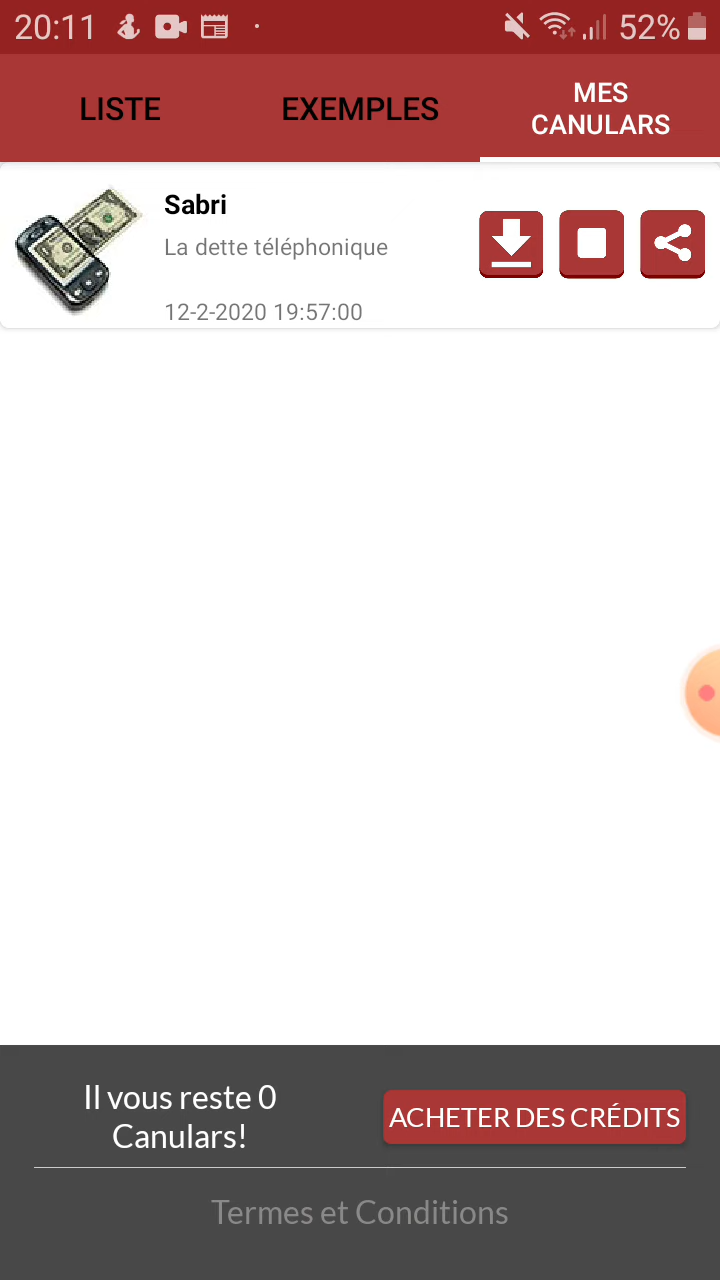 20:11
52%
LISTE
EXEMPLES
MES
CANULARS
Sabri
La dette téléphonique
12-2-2020 19:57:00
Il vous reste 0
Canulars!
ACHETER DES CRÉDITS
Termes et Conditions